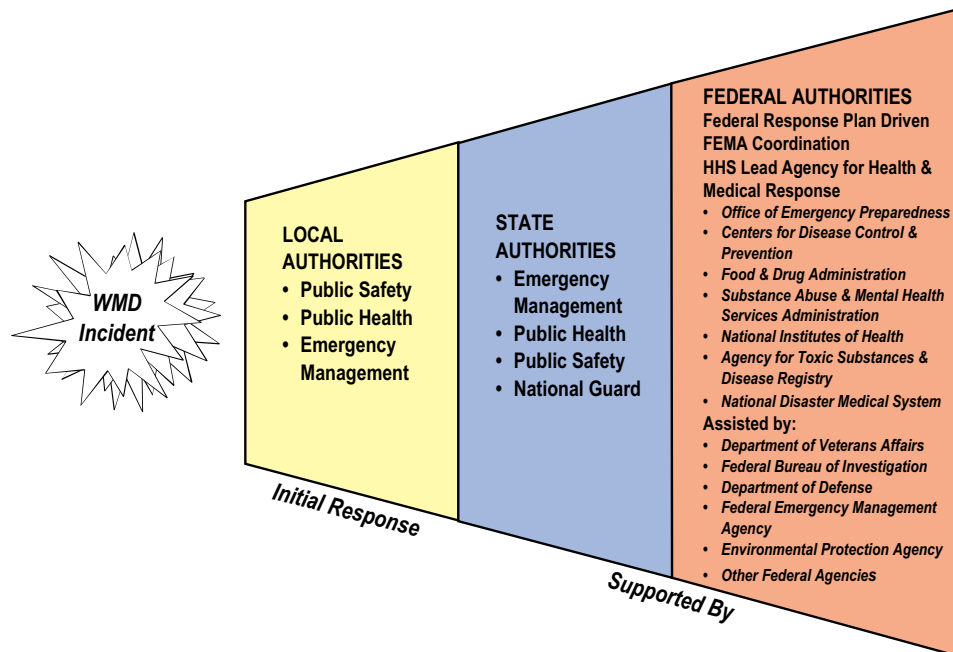 WMD
Incident
LOCAL
AUTHORITIES
• Public Safety
• Public Health
• Emergency
Management
Initial Response
STATE
AUTHORITIES
• Emergency
Management
• Public Health
• Public Safety
• National Guard
Supported By
FEDERAL AUTHORITIES
Federal Response Plan Driven
FEMA Coordination
HHS Lead Agency for Health &
Medical Response
• Office of Emergency Preparedness
• Centers for Disease Control &
Prevention
• Food & Drug Administration
• Substance Abuse & Mental Health
Services Administration
• National Institutes of Health
• Agency for Toxic Substances &
Disease Registry
• National Disaster Medical System
Assisted by:
• Department of Veterans Affairs
• Federal Bureau of Investigation
• Department of Defense
• Federal Emergency Management
Agency
• Environmental Protection Agency
• Other Federal Agencies